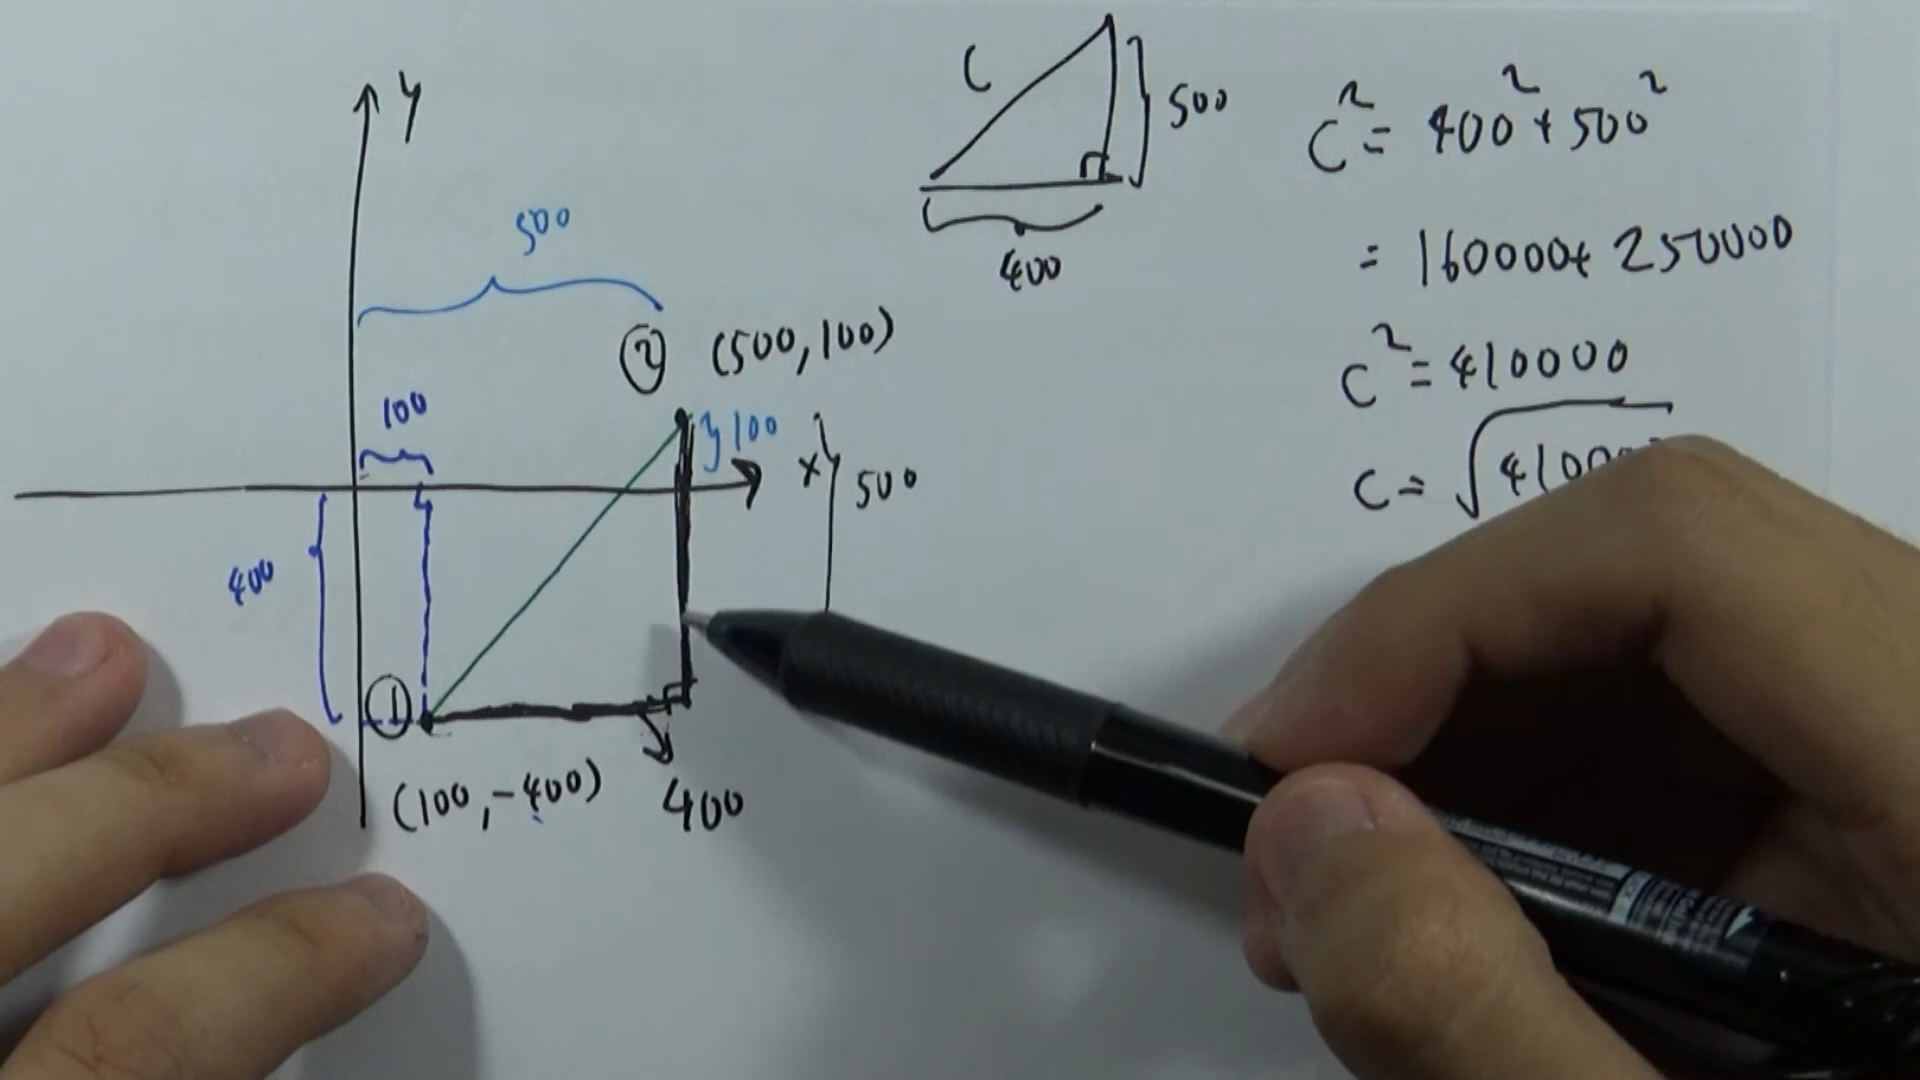 y
500
② (500,100)
100
}100
x
500
400
①
(100,-400)
400
C
500
400
C² = 400² + 500²
= 160000+ 250000
C² = 410000
C = √4100